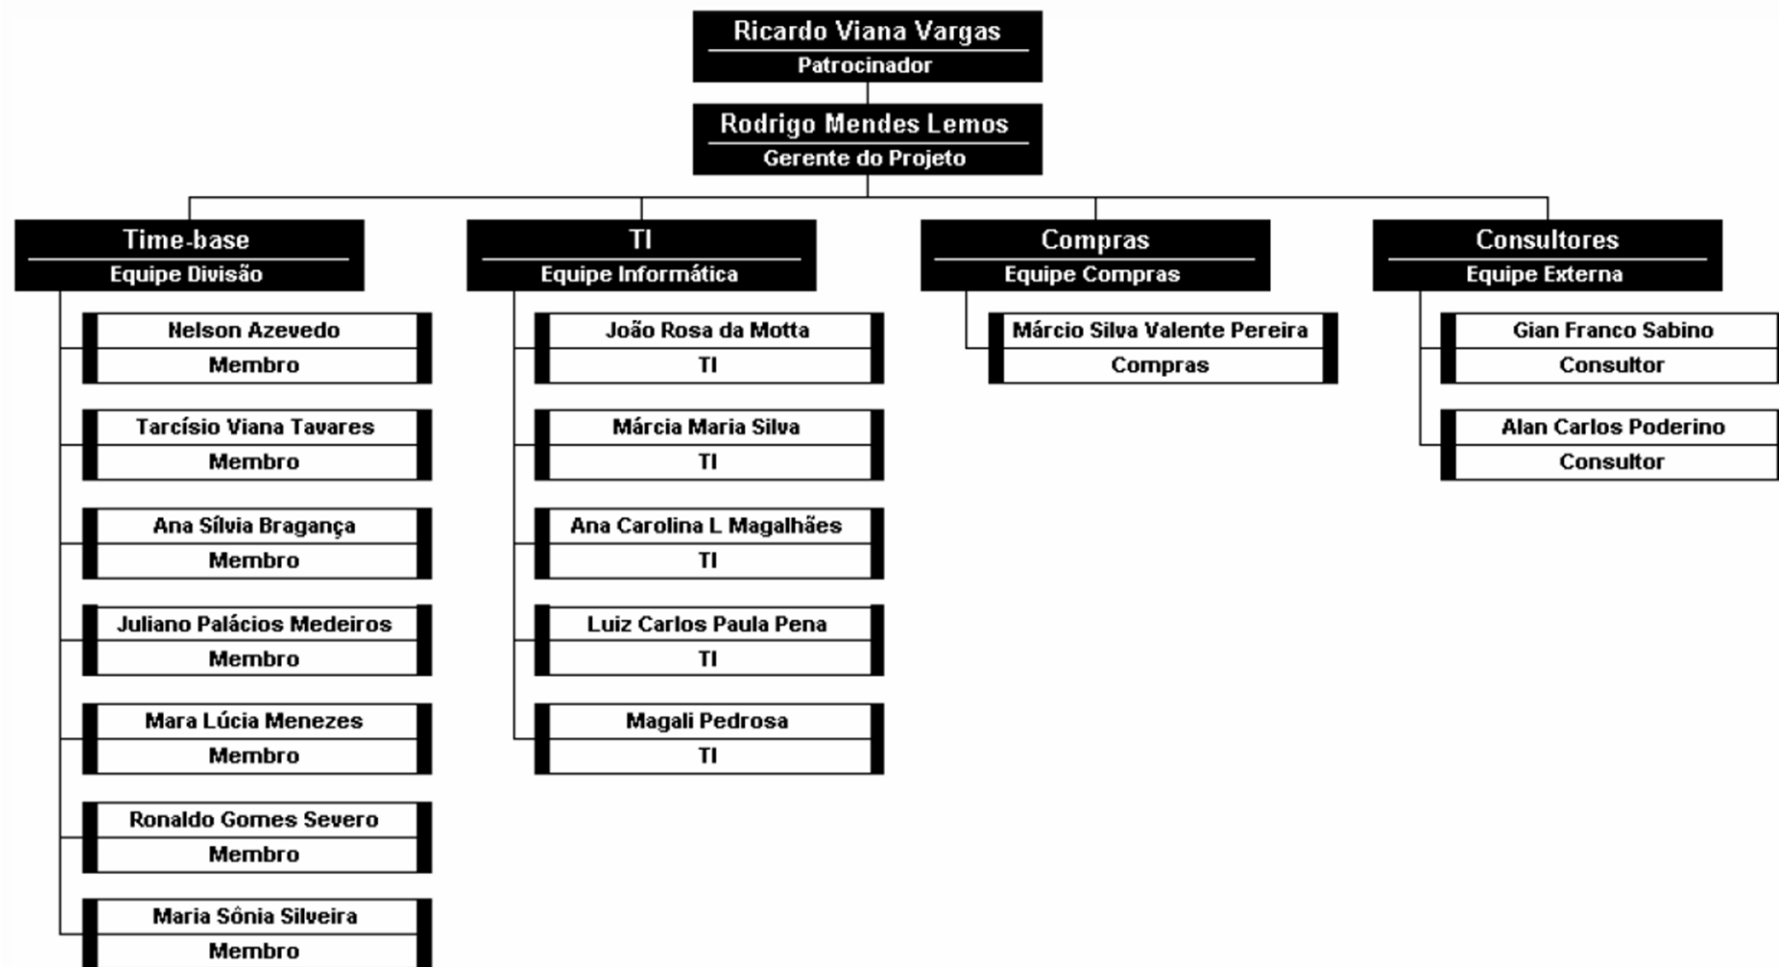 Ricardo Viana Vargas
Patrocinador
Rodrigo Mendes Lemos
Gerente do Projeto
Time-base
Equipe Divisão
Nelson Azevedo
Membro
Tarcísio Viana Tavares
Membro
Ana Sílvia Bragança
Membro
Juliano Palácios Medeiros
Membro
Mara Lúcia Menezes
Membro
Ronaldo Gomes Severo
Membro
Maria Sônia Silveira
Membro
TI
Equipe Informática
João Rosa da Motta
TI
Márcia Maria Silva
TI
Ana Carolina L Magalhães
TI
Luiz Carlos Paula Pena
TI
Magali Pedrosa
TI
Compras
Equipe Compras
Márcio Silva Valente Pereira
Compras
Consultores
Equipe Externa
Gian Franco Sabino
Consultor
Alan Carlos Poderino
Consultor